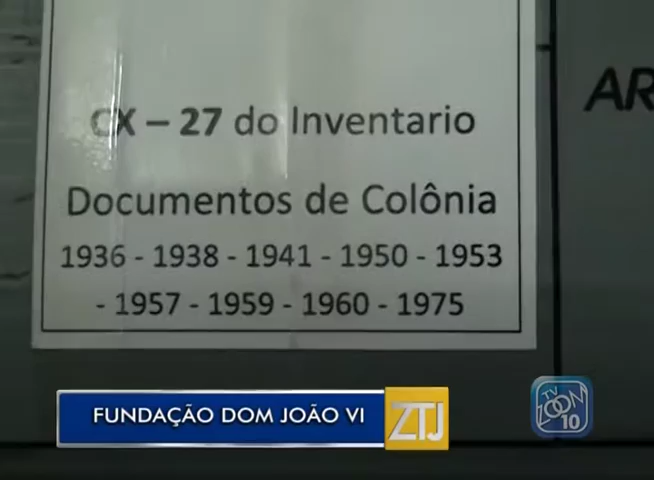 CX – 27 do Inventario
Documentos de Colônia
1936 - 1938 - 1941 - 1950 - 1953
- 1957 - 1959 - 1960 - 1975
AR
FUNDAÇÃO DOM JOÃO VI
ZTJ
TV
ZOOM
10